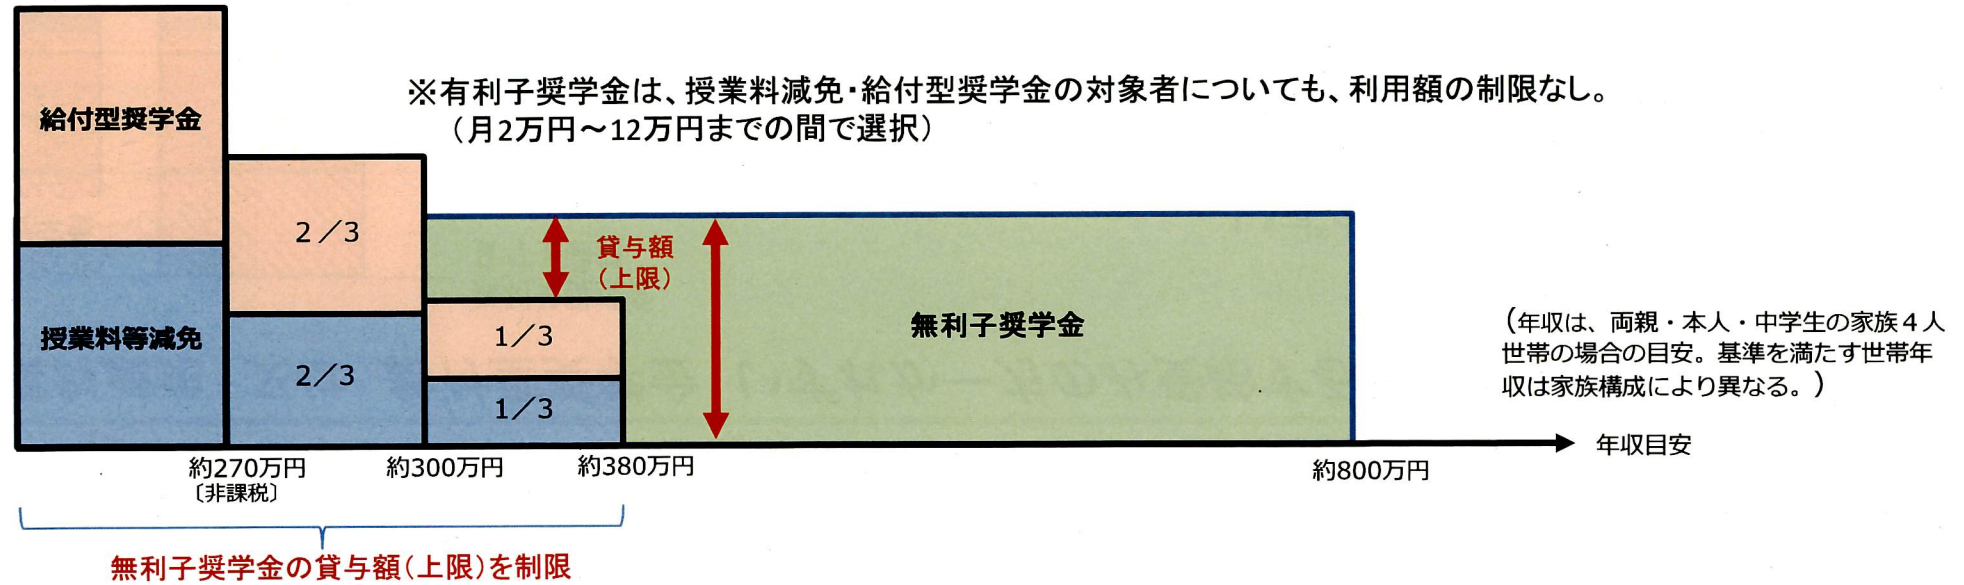 ※有利子奨学金は、授業料減免・給付型奨学金の対象者についても、利用額の制限なし。
（月2万円～12万円までの間で選択）
給付型奨学金
授業料等減免
2／3
2／3
1／3
1／3
貸与額
（上限）
無利子奨学金
（年収は、両親・本人・中学生の家族４人
世帯の場合の目安。基準を満たす世帯年
収は家族構成により異なる。）
年収目安
約270万円
〔非課税〕
約300万円
約380万円
約800万円
無利子奨学金の貸与額（上限）を制限